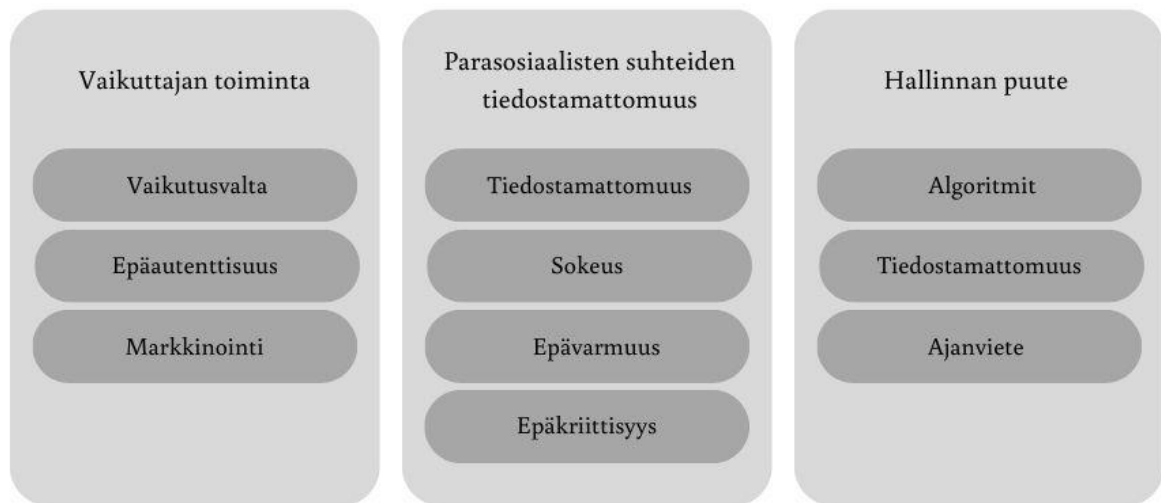 Vaikuttajan toiminta
Vaikutusvalta
Epäautenttisuus
Markkinointi
Parasosiaalisten suhteiden
tiedostamattomuus
Tiedostamattomuus
Sokeus
Epävarmuus
Epäkriittisyys
Hallinnan puute
Algoritmit
Tiedostamattomuus
Ajanviete